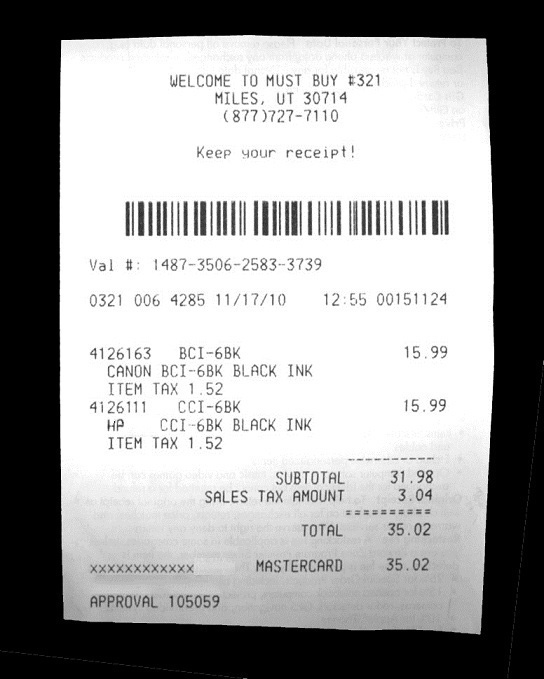 WELCOME TO MUST BUY #321
MILES, UT 30714
(877)727-7110
Keep your receipt!
Val #: 1487-3506-2583-3739
0321 006 4285 11/17/10 12:55 00151124
4126163 BCI-6BK 15.99
CANON BCI-6BK BLACK INK
ITEM TAX 1.52
4126111 CCI-6BK 15.99
HP CCI-6BK BLACK INK
ITEM TAX 1.52
----------
SUBTOTAL 31.98
SALES TAX AMOUNT 3.04
==========
TOTAL 35.02
xxxxxxxxxxxx MASTERCARD 35.02
APPROVAL 105059